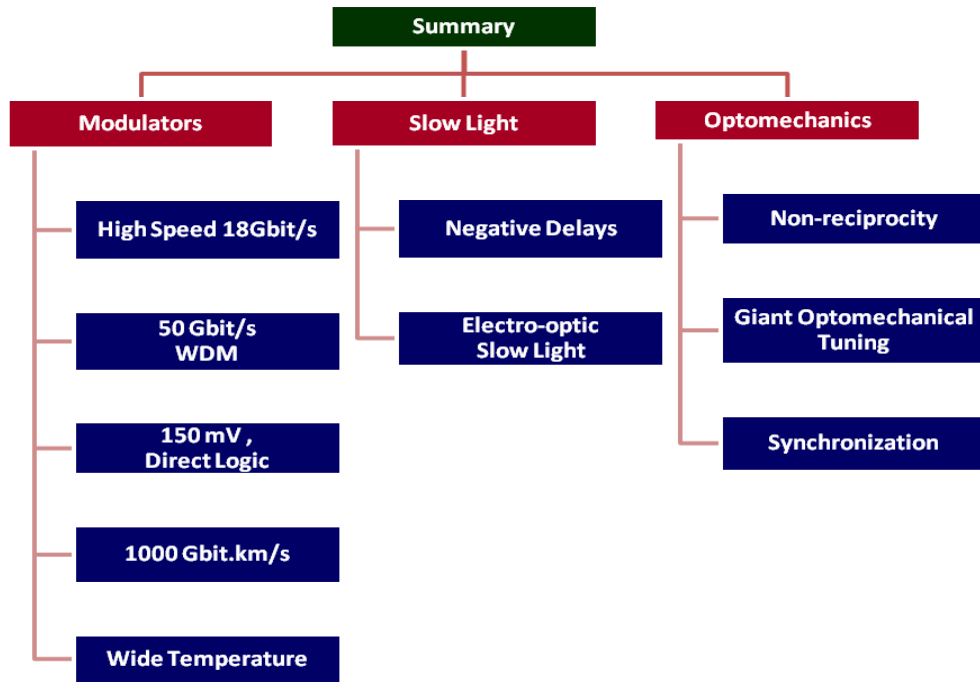 Summary
Modulators
Slow Light
Optomechanics
High Speed 18Gbit/s
50 Gbit/s
WDM
150 mV ,
Direct Logic
1000 Gbit.km/s
Wide Temperature
Negative Delays
Electro-optic
Slow Light
Non-reciprocity
Giant Optomechanical
Tuning
Synchronization